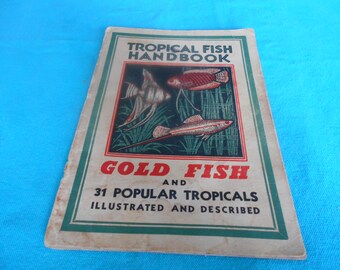 TROPICAL FISH
HANDBOOK
GOLD FISH
AND
31 POPULAR TROPICALS
ILLUSTRATED AND DESCRIBED